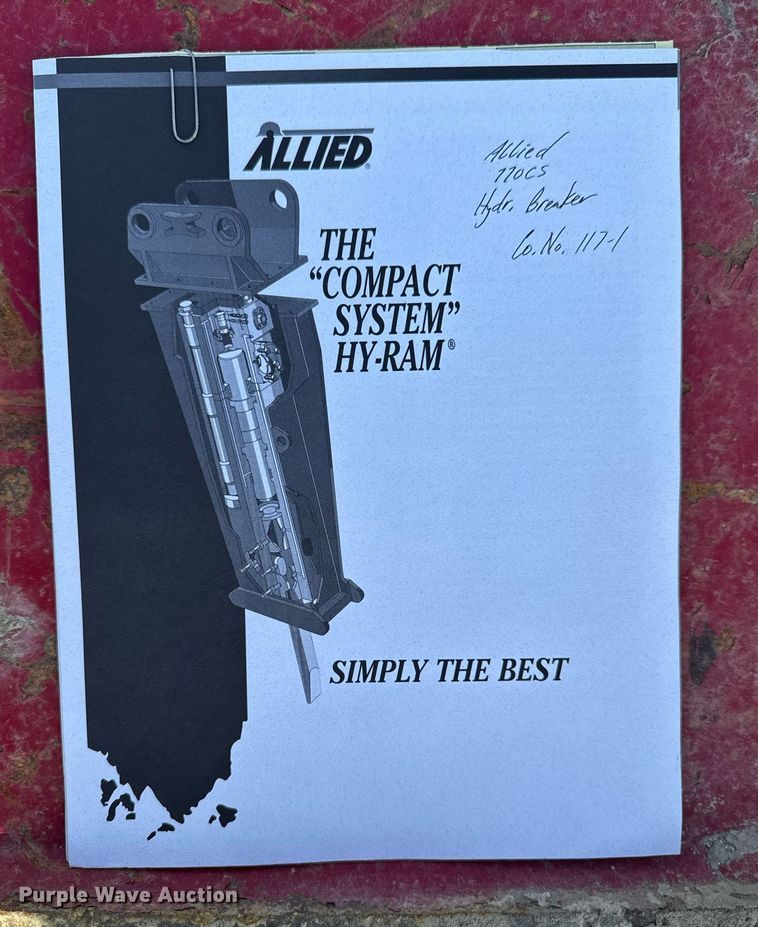 ALLIED®
Allied
770CS
Hydr. Breaker
Co. No. 117-1
THE
“COMPACT
SYSTEM”
HY-RAM®
SIMPLY THE BEST
Purple Wave Auction